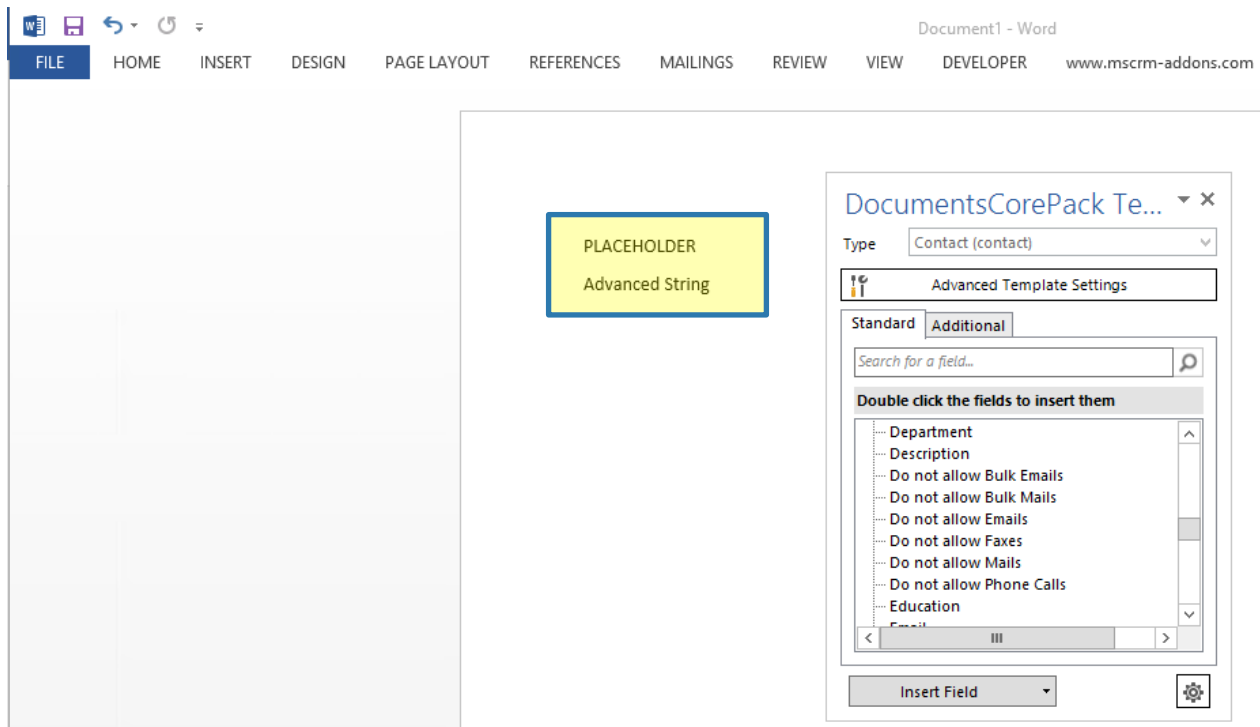 Document1 - Word
FILE HOME INSERT DESIGN PAGE LAYOUT REFERENCES MAILINGS REVIEW VIEW DEVELOPER www.mscrm-addons.com
PLACEHOLDER
Advanced String
DocumentsCorePack Te...
Type Contact (contact)
Advanced Template Settings
Standard Additional
Search for a field...
Double click the fields to insert them
Department
Description
Do not allow Bulk Emails
Do not allow Bulk Mails
Do not allow Emails
Do not allow Faxes
Do not allow Mails
Do not allow Phone Calls
Education
Email
Insert Field